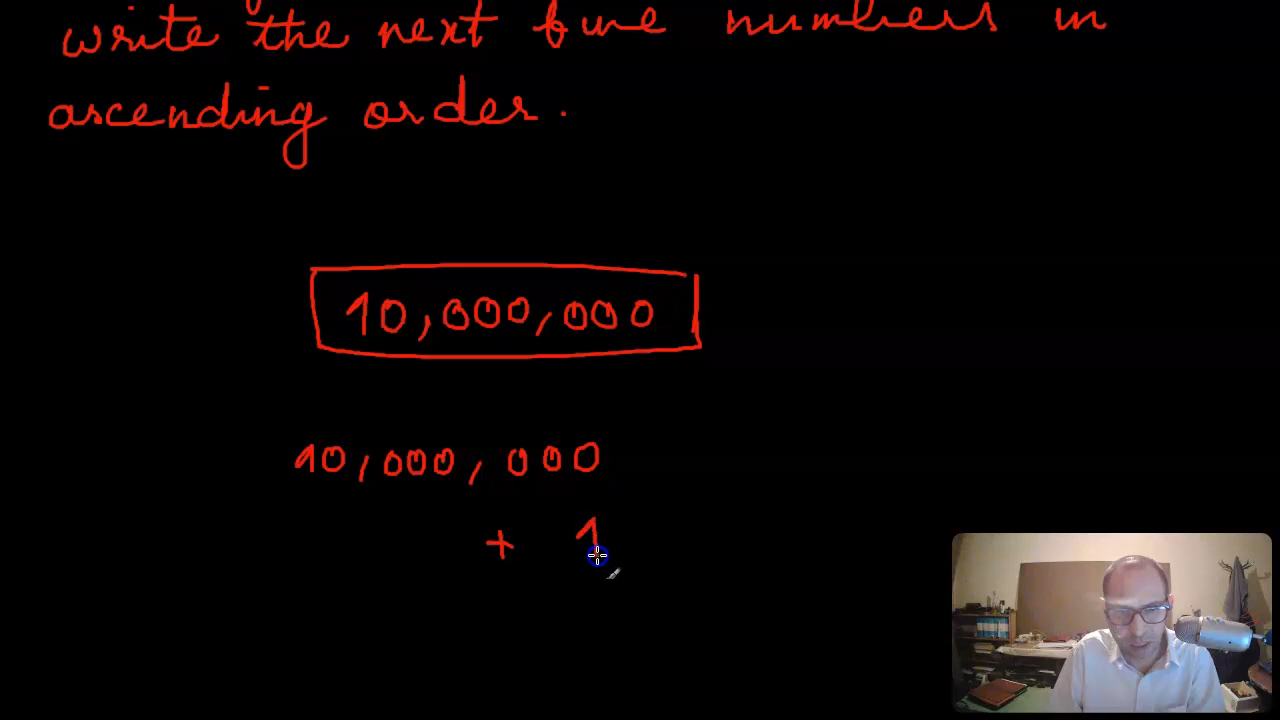 write the next five numbers in
ascending order.
10,000,000
10,000,000
+ 1